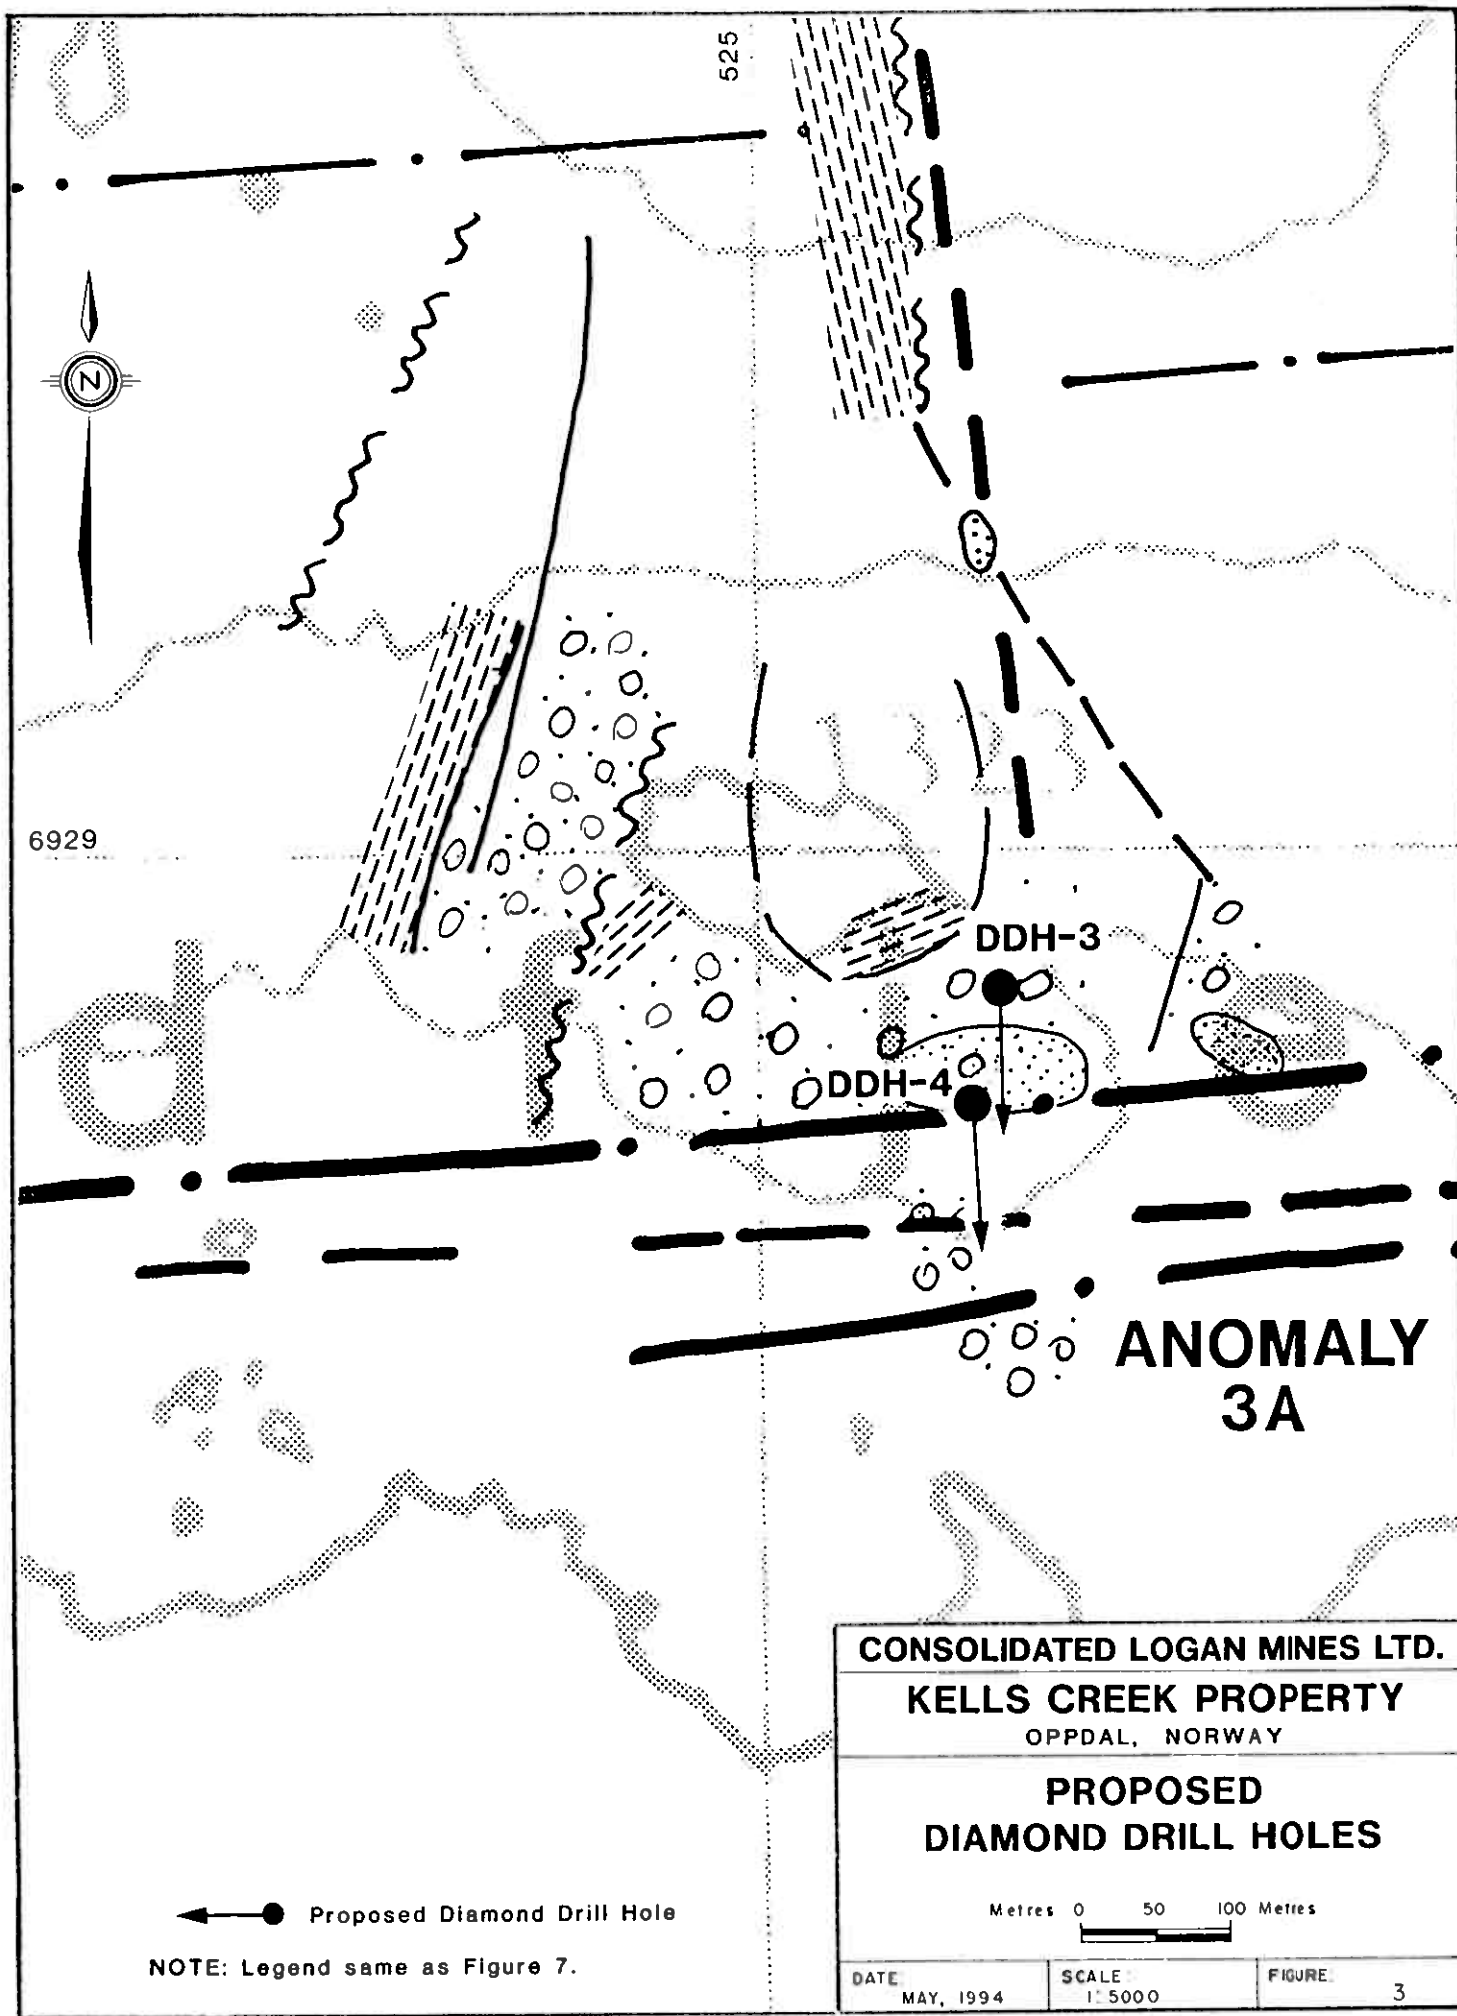 525
N
1323
6929
DDH-3
DDH-4
ANOMALY
3A
CONSOLIDATED LOGAN MINES LTD.
KELLS CREEK PROPERTY
OPPDAL, NORWAY
PROPOSED
DIAMOND DRILL HOLES
Metres 0 50 100 Metres
Proposed Diamond Drill Hole
NOTE: Legend same as Figure 7.
DATE: SCALE: FIGURE:
MAY, 1994 1:5000 3